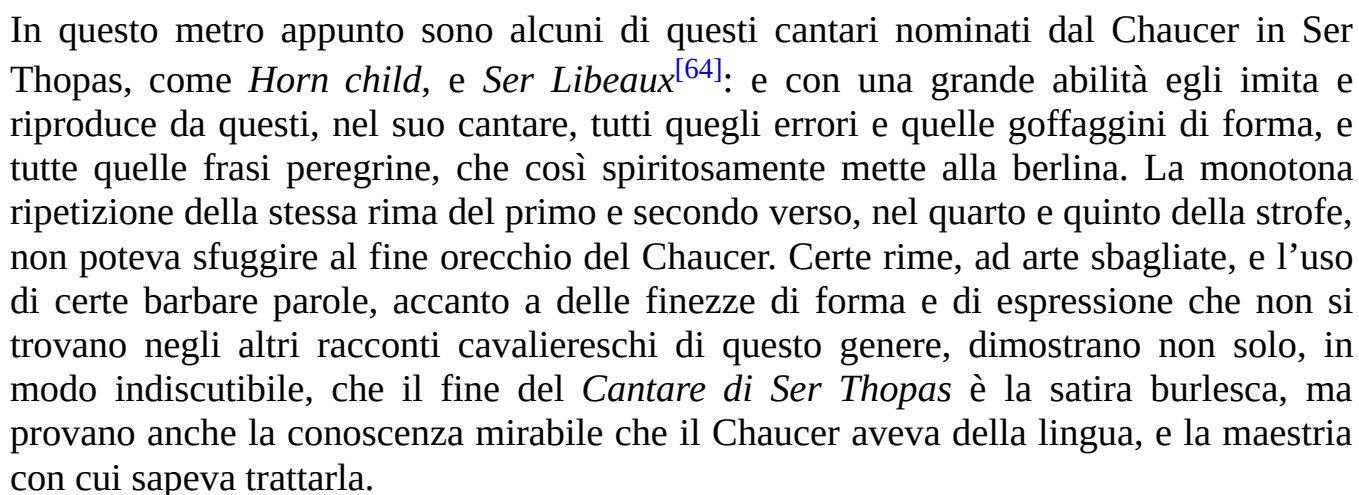 In questo metro appunto sono alcuni di questi cantari nominati dal Chaucer in Ser
Thopas, come Horn child, e Ser Libeaux[64]: e con una grande abilità egli imita e
riproduce da questi, nel suo cantare, tutti quegli errori e quelle goffaggini di forma, e
tutte quelle frasi peregrine, che così spiritosamente mette alla berlina. La monotona
ripetizione della stessa rima del primo e secondo verso, nel quarto e quinto della strofe,
non poteva sfuggire al fine orecchio del Chaucer. Certe rime, ad arte sbagliate, e l’uso
di certe barbare parole, accanto a delle finezze di forma e di espressione che non si
trovano negli altri racconti cavaliereschi di questo genere, dimostrano non solo, in
modo indiscutibile, che il fine del Cantare di Ser Thopas è la satira burlesca, ma
provano anche la conoscenza mirabile che il Chaucer aveva della lingua, e la maestria
con cui sapeva trattarla.